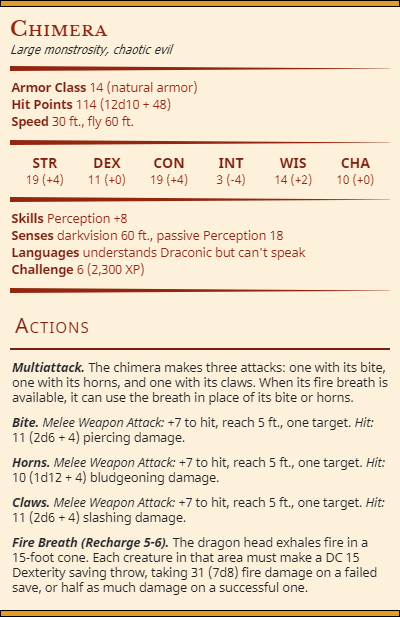 Chimera
Large monstrosity, chaotic evil
Armor Class 14 (natural armor)
Hit Points 114 (12d10 + 48)
Speed 30 ft., fly 60 ft.
STR DEX CON INT WIS CHA
19 (+4) 11 (+0) 19 (+4) 3 (-4) 14 (+2) 10 (+0)
Skills Perception +8
Senses darkvision 60 ft., passive Perception 18
Languages understands Draconic but can't speak
Challenge 6 (2,300 XP)
Actions
Multiattack. The chimera makes three attacks: one with its bite,
one with its horns, and one with its claws. When its fire breath is
available, it can use the breath in place of its bite or horns.
Bite. Melee Weapon Attack: +7 to hit, reach 5 ft., one target. Hit:
11 (2d6 + 4) piercing damage.
Horns. Melee Weapon Attack: +7 to hit, reach 5 ft., one target. Hit:
10 (1d12 + 4) bludgeoning damage.
Claws. Melee Weapon Attack: +7 to hit, reach 5 ft., one target. Hit:
11 (2d6 + 4) slashing damage.
Fire Breath (Recharge 5-6). The dragon head exhales fire in a
15-foot cone. Each creature in that area must make a DC 15
Dexterity saving throw, taking 31 (7d8) fire damage on a failed
save, or half as much damage on a successful one.